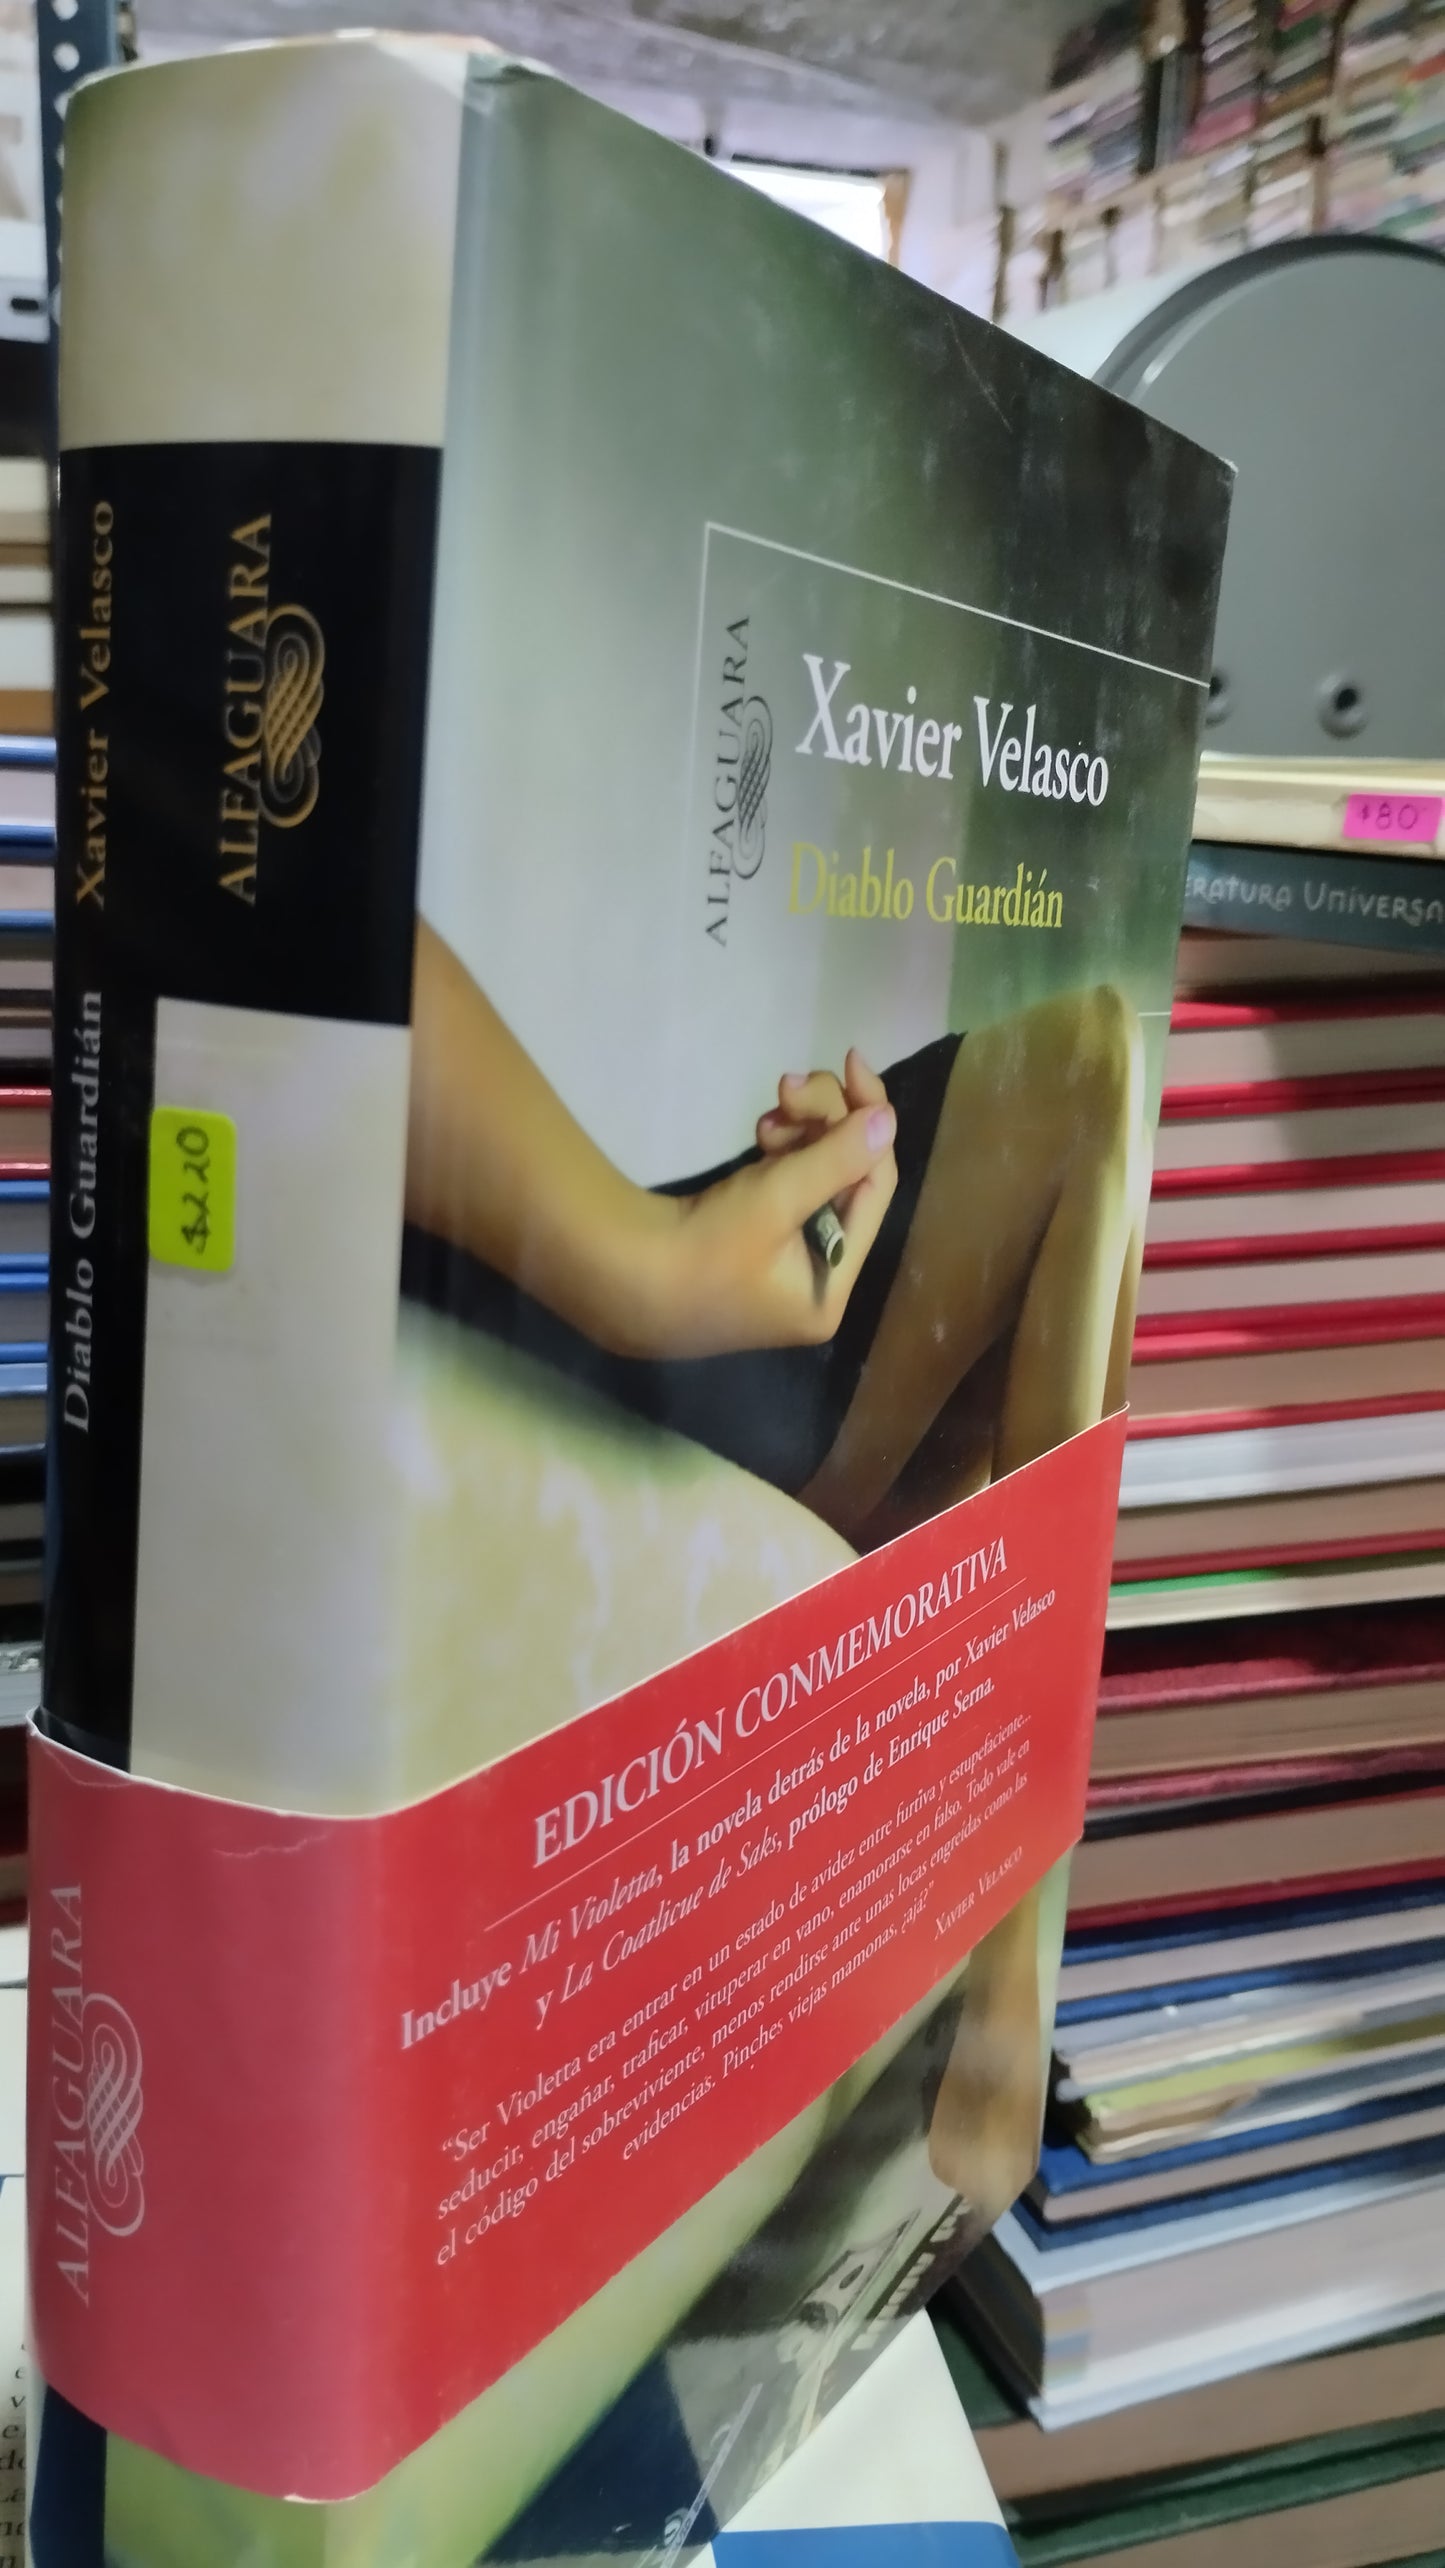 Xavier Velasco
ALFAGUARA
Diablo Guardián
$220
ALFAGUARA
Xavier Velasco
Diablo Guardián
EDICIÓN CONMEMORATIVA
Incluye Mi Violetta, la novela detrás de la novela, por Xavier Velasco
y La Coatlicue de Saks, prólogo de Enrique Serna.
“Ser Violetta era entrar en un estado de avidez entre furtiva y estupefaciente...
seducir, engañar, traficar, vituperar en vano, enamorarse en falso. Todo vale en
el código del sobreviviente, menos rendirse ante unas locas engreídas como las
evidencias. Pinches viejas mamonas, ¿ajá?”
XAVIER VELASCO
ALFAGUARA
$80
ERATURA UNIVERSA